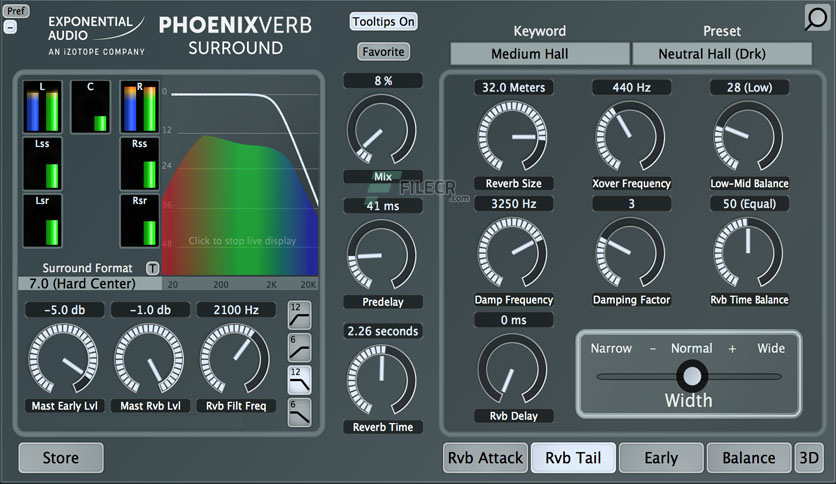 Pref
–
EXPONENTIAL
AUDIO
AN iZOTOPE COMPANY
PHOENIXVERB
SURROUND
Tooltips On
Favorite
Keyword
Preset
Medium Hall
Neutral Hall (Drk)
L
C
R
Lss
Rss
Lsr
Rsr
0
12
24
36
48
Click to stop live display
20
200
2K
20K
Surround Format
T
7.0 (Hard Center)
-5.0 db
-1.0 db
2100 Hz
Mast Early Lvl
Mast Rvb Lvl
Rvb Filt Freq
12
6
12
6
8 %
Mix
41 ms
Predelay
2.26 seconds
Reverb Time
FILECR
.com
32.0 Meters
440 Hz
28 (Low)
Reverb Size
Xover Frequency
Low-Mid Balance
3250 Hz
3
50 (Equal)
Damp Frequency
Damping Factor
Rvb Time Balance
0 ms
Rvb Delay
Narrow – Normal + Wide
Width
Store
Rvb Attack
Rvb Tail
Early
Balance
3D